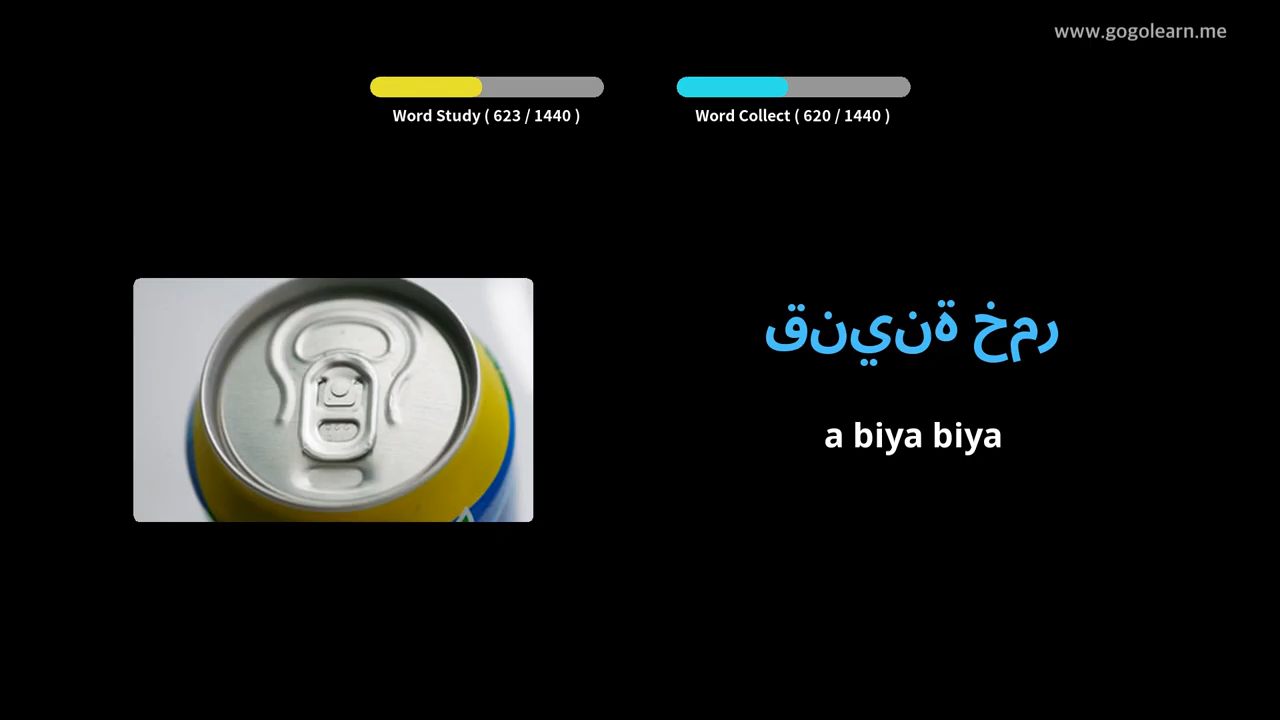 www.gogolearn.me
Word Study ( 623 / 1440 )
Word Collect ( 620 / 1440 )
قنينة خمر
a biya biya